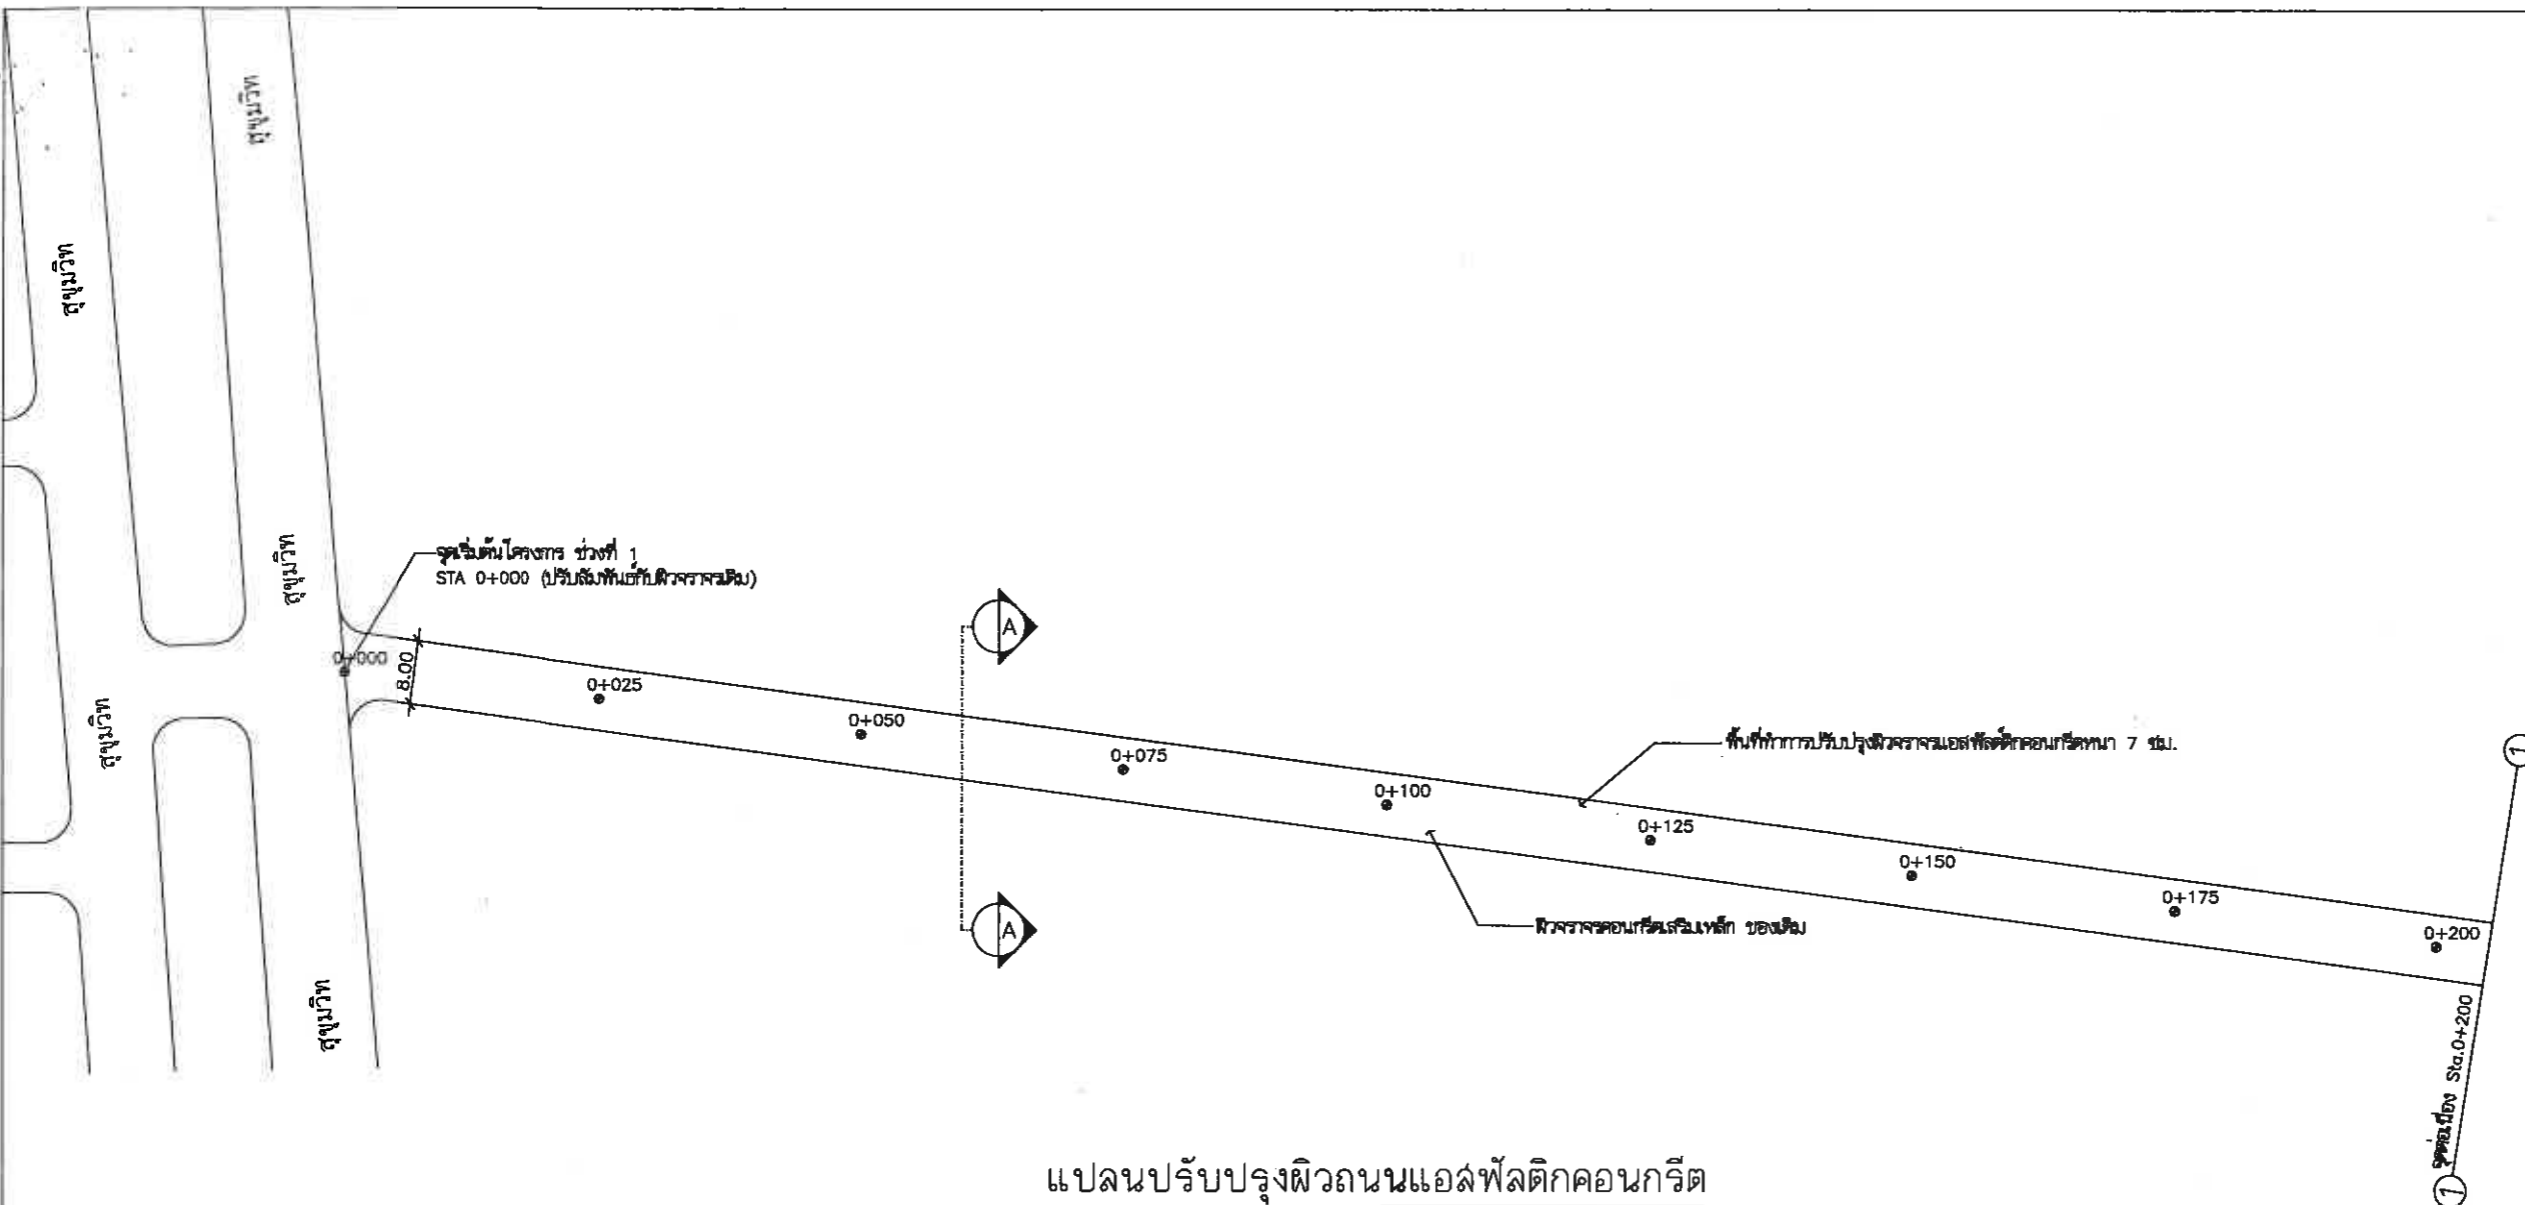 สุขุมวิท
สุขุมวิท
จุดเริ่มต้นโครงการ ช่วงที่ 1
STA 0+000 (ปรับสัมพันธ์กับผิวจราจรเดิม)
A
0+000
8.00
0+025
สุขุมวิท
0+050
0+075
พื้นที่ทำการปรับปรุงผิวจราจรแอสฟัลต์ติกคอนกรีตหนา 7 ซม.
1
0+100
0+125
0+150
0+175
A
ผิวจราจรคอนกรีตเสริมเหล็ก ของเดิม
0+200
สุขุมวิท
จุดต่อเนื่อง Sta.0+200
1
แปลนปรับปรุงผิวถนนแอสฟัลติกคอนกรีต